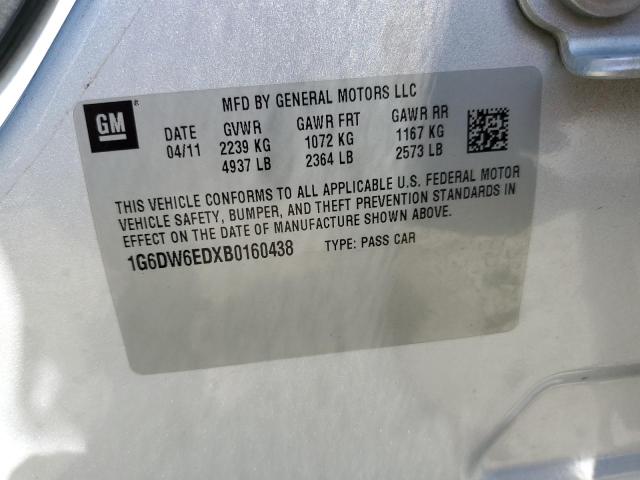 MFD BY GENERAL MOTORS LLC
GM ®
DATE GVWR GAWR FRT GAWR RR
04/11 2239 KG 1072 KG 1167 KG
4937 LB 2364 LB 2573 LB
THIS VEHICLE CONFORMS TO ALL APPLICABLE U.S. FEDERAL MOTOR
VEHICLE SAFETY, BUMPER, AND THEFT PREVENTION STANDARDS IN
EFFECT ON THE DATE OF MANUFACTURE SHOWN ABOVE.
1G6DW6EDXB0160438 TYPE: PASS CAR